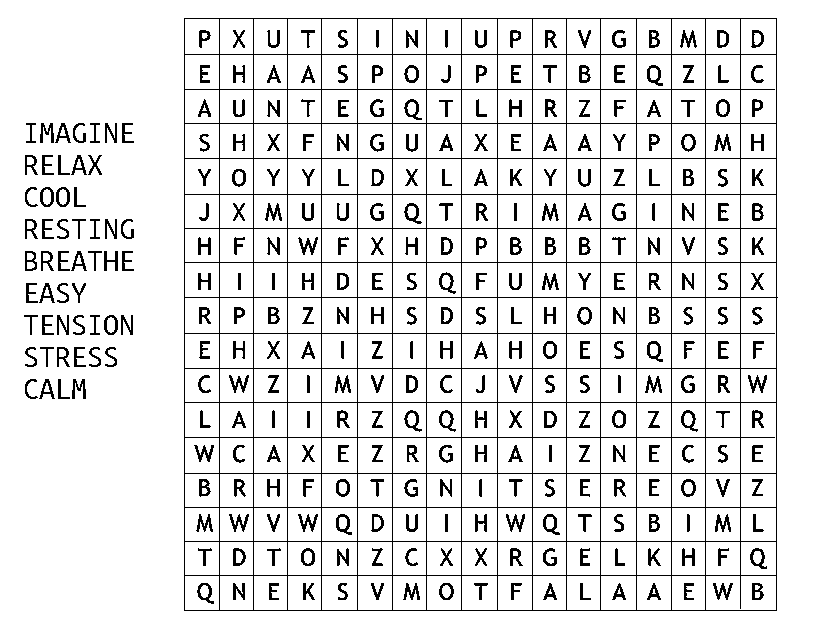 IMAGINE
RELAX
COOL
RESTING
BREATHE
EASY
TENSION
STRESS
CALM
P X U T S I N I U P R V G B M D D
E H A A S P O J P E T B E Q Z L C
A U N T E G Q T L H R Z F A T O P
S H X F N G U A X E A A Y P O M H
Y O Y Y L D X L A K Y U Z L B S K
J X M U U G Q T R I M A G I N E B
H F N W F X H D P B B B T N V S K
H I I H D E S Q F U M Y E R N S X
R P B Z N H S D S L H O N B S S S
E H X A I Z I H A H O E S Q F E F
C W Z I M V D C J V S S I M G R W
L A I I R Z Q Q H X D Z O Z Q T R
W C A X E Z R G H A I Z N E C S E
B R H F O T G N I T S E R E O V Z
M W V W Q D U I H W Q T S B I M L
T D T O N Z C X X R G E L K H F Q
Q N E K S V M O T F A L A A E W B